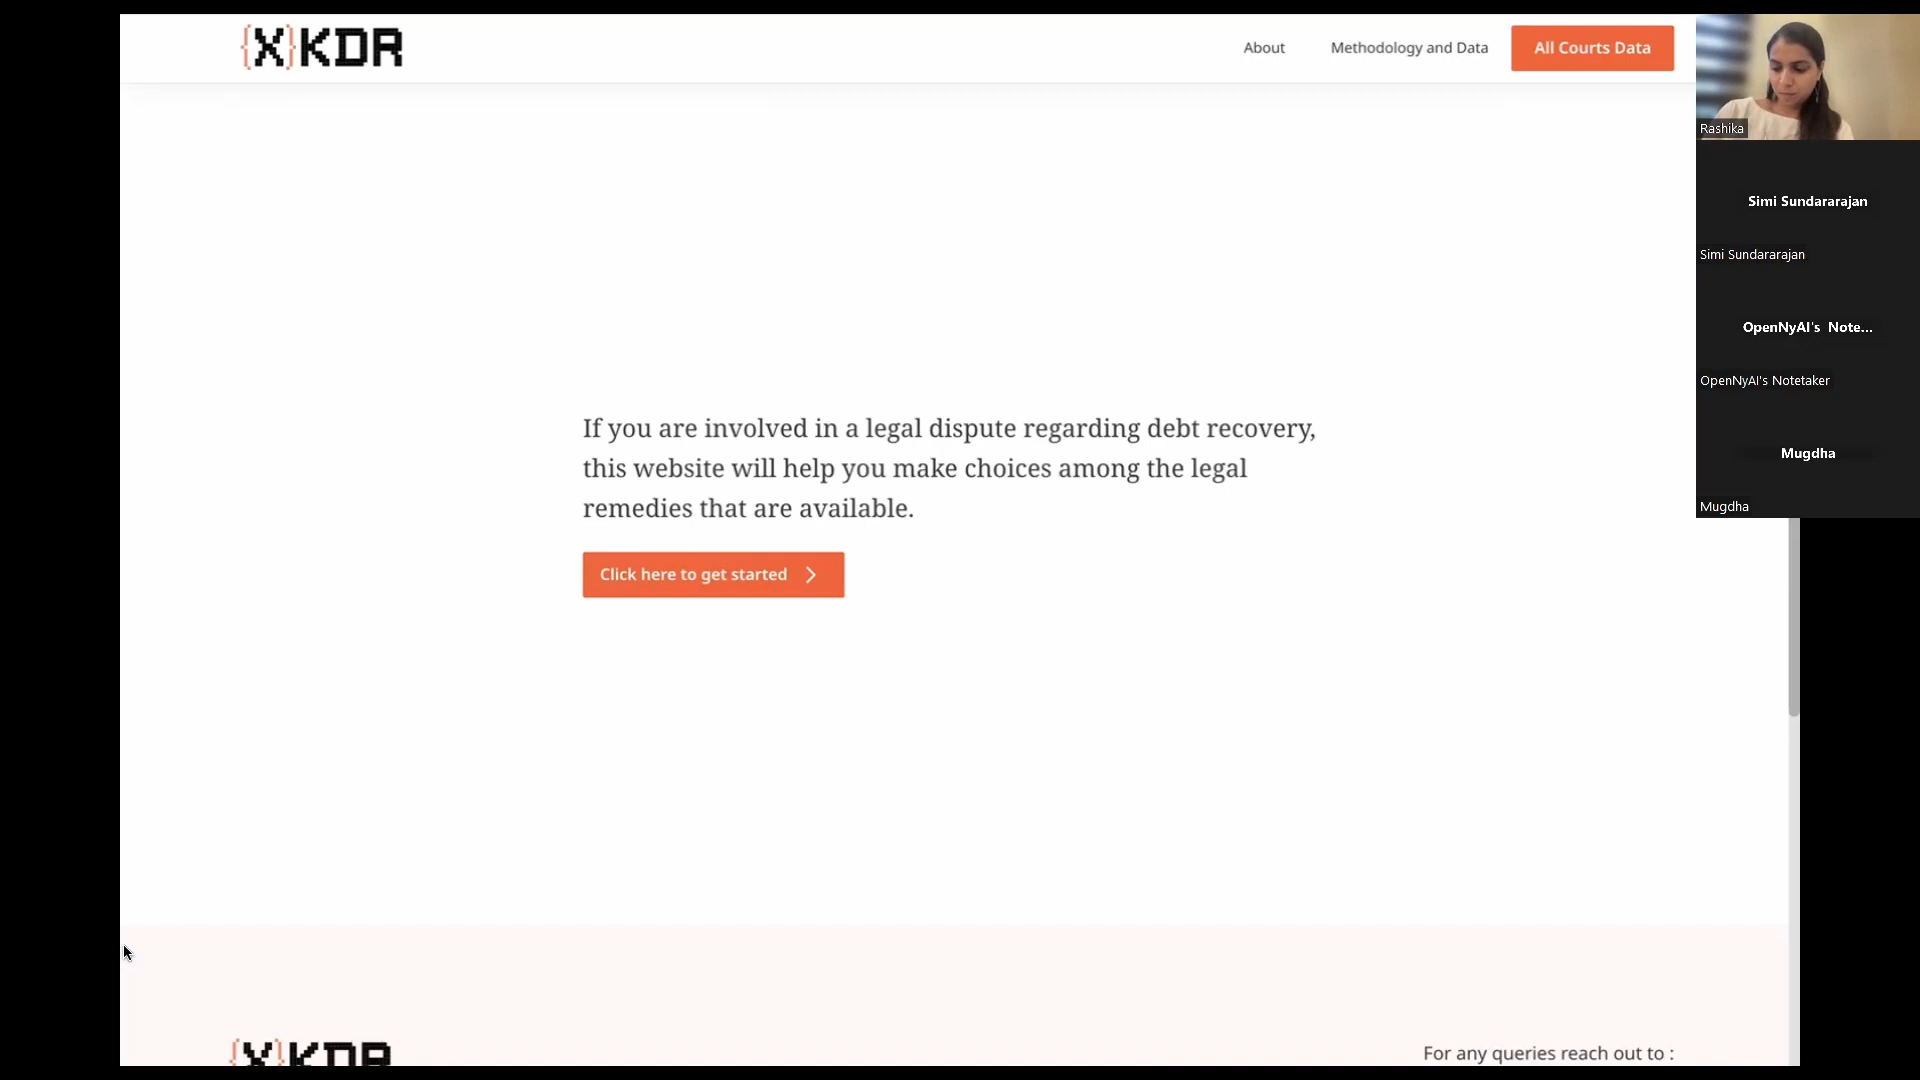 {X}KDR
About
Methodology and Data
All Courts Data
Rashika
Simi Sundararajan
Simi Sundararajan
OpenNyAI's Note...
OpenNyAI's Notetaker
Mugdha
Mugdha
If you are involved in a legal dispute regarding debt recovery,
this website will help you make choices among the legal
remedies that are available.
Click here to get started
{X}KDR
For any queries reach out to :